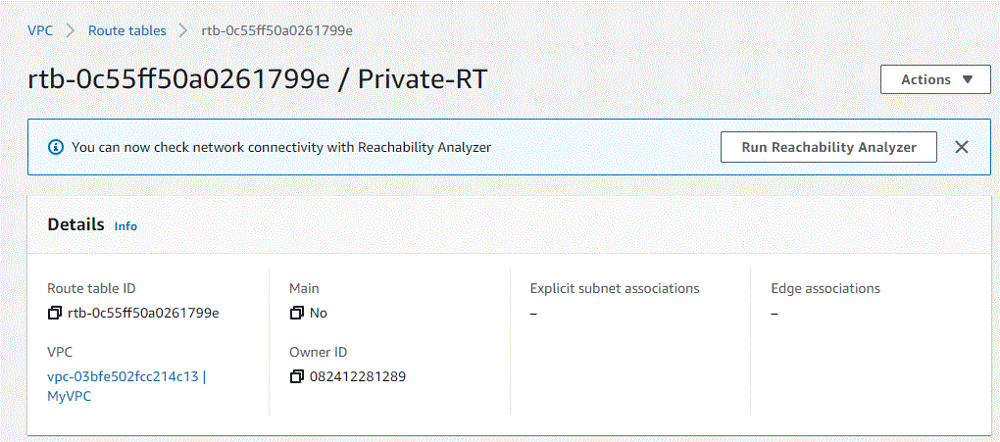 VPC > Route tables > rtb-0c55ff50a0261799e
rtb-0c55ff50a0261799e / Private-RT
Actions
You can now check network connectivity with Reachability Analyzer
Run Reachability Analyzer
Details Info
Route table ID
rtb-0c55ff50a0261799e
Main
No
Explicit subnet associations
–
Edge associations
–
VPC
vpc-03bfe502fcc214c13 |
MyVPC
Owner ID
082412281289